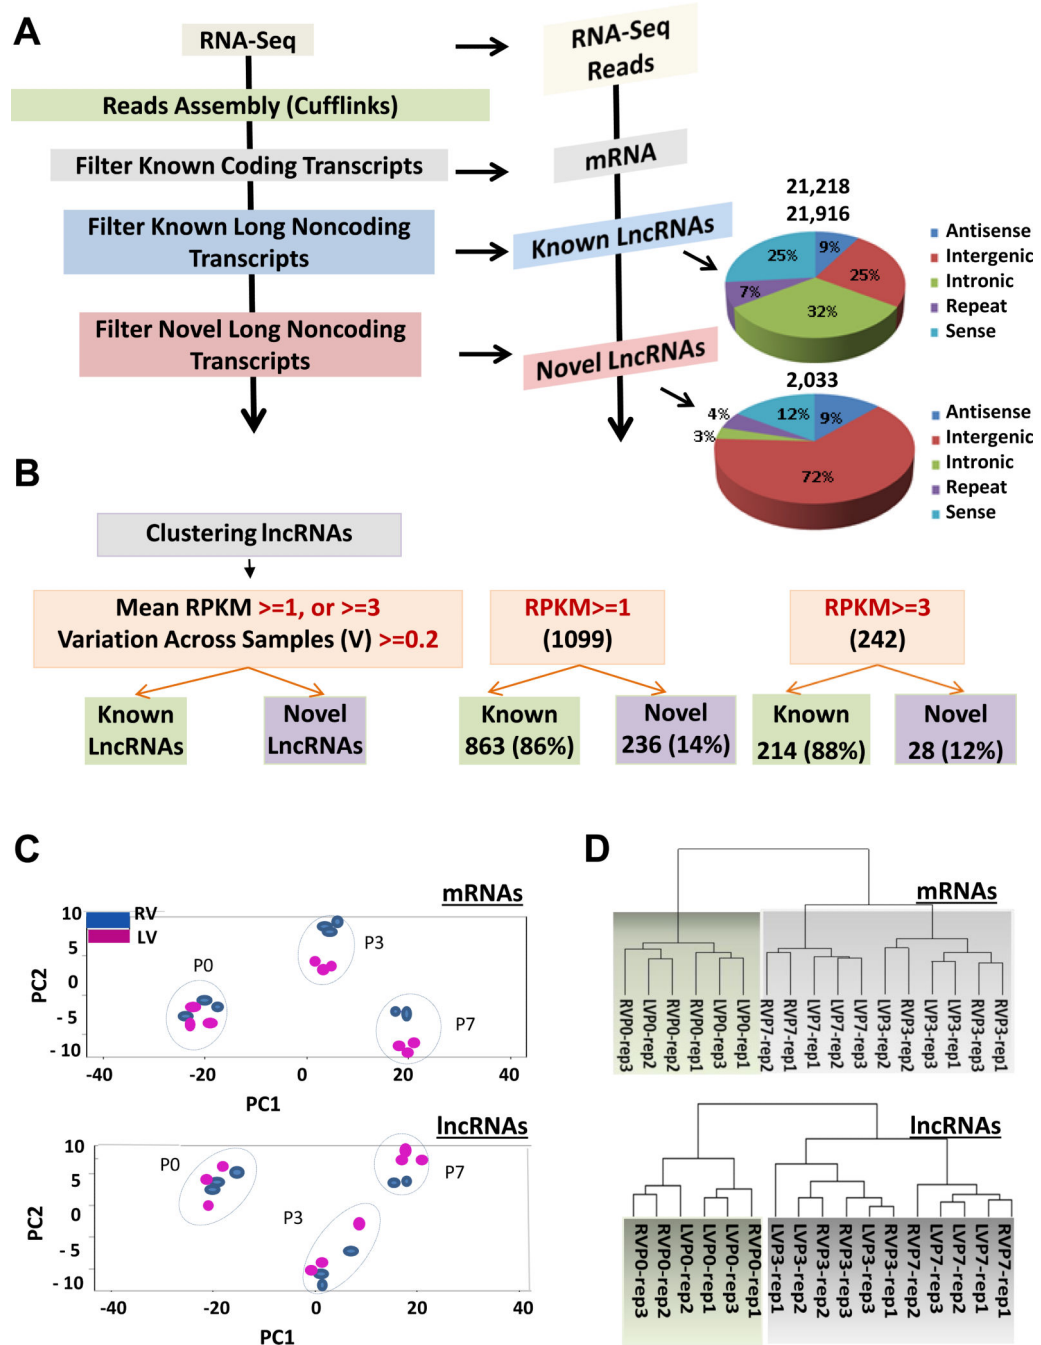 A
RNA-Seq
RNA-Seq
Reads
Reads Assembly (Cufflinks)
Filter Known Coding Transcripts
mRNA
21,218
21,916
Filter Known Long Noncoding
Transcripts
Known LncRNAs
9%
25%
32%
7%
25%
Antisense
Intergenic
Intronic
Repeat
Sense
Filter Novel Long Noncoding
Transcripts
Novel LncRNAs
2,033
9%
72%
3%
4%
12%
Antisense
Intergenic
Intronic
Repeat
Sense
B
Clustering lncRNAs
Mean RPKM >=1, or >=3
Variation Across Samples (V) >=0.2
RPKM>=1
(1099)
RPKM>=3
(242)
Known
LncRNAs
Novel
LncRNAs
Known
863 (86%)
Novel
236 (14%)
Known
214 (88%)
Novel
28 (12%)
C
mRNAs
RV
LV
10
5
0
- 5
- 10
PC2
P0
P3
P7
-40
-20
0
20
40
PC1
lncRNAs
10
5
0
- 5
- 10
PC2
P0
P3
P7
-40
-20
0
20
40
PC1
D
mRNAs
RVP0-rep3
LVP0-rep2
RVP0-rep2
RVP0-rep1
LVP0-rep3
LVP0-rep1
RVP7-rep2
RVP7-rep1
LVP7-rep1
LVP7-rep2
LVP7-rep3
LVP3-rep2
RVP3-rep2
LVP3-rep3
LVP3-rep1
RVP3-rep3
RVP3-rep1
lncRNAs
RVP0-rep3
RVP0-rep2
LVP0-rep2
LVP0-rep1
LVP0-rep3
RVP0-rep1
LVP3-rep1
LVP3-rep2
RVP3-rep2
RVP3-rep3
LVP3-rep3
RVP3-rep1
RVP7-rep2
LVP7-rep3
LVP7-rep2
LVP7-rep1
RVP7-rep1